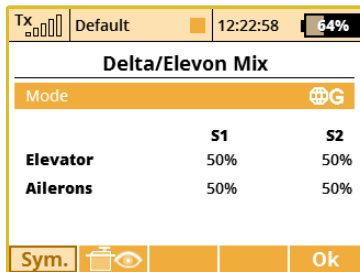 Tx Default 12:22:58 64%
Delta/Elevon Mix
Mode G
S1 S2
Elevator 50% 50%
Ailerons 50% 50%
Sym. Ok